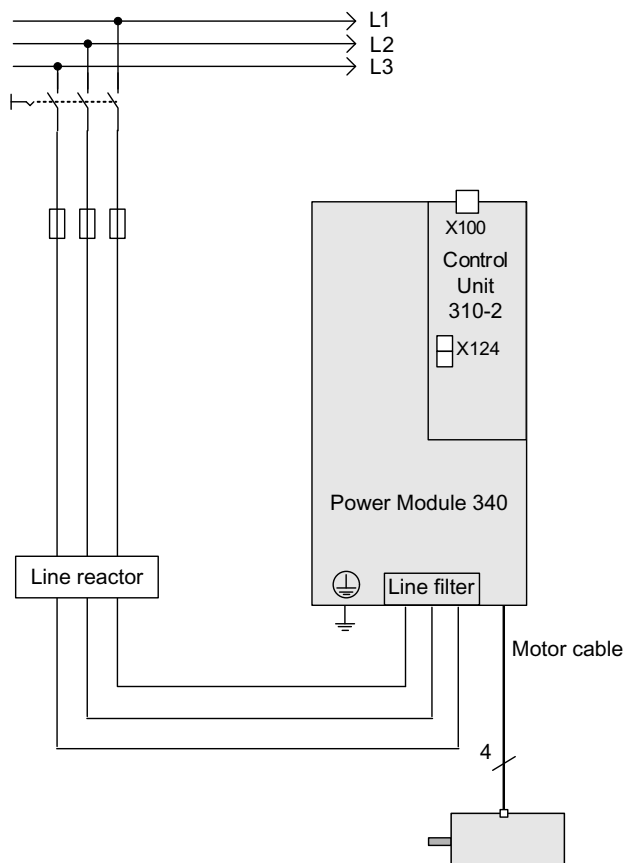 L1
L2
L3
X100
Control
Unit
310-2
X124
Power Module 340
Line reactor
Line filter
Motor cable
4